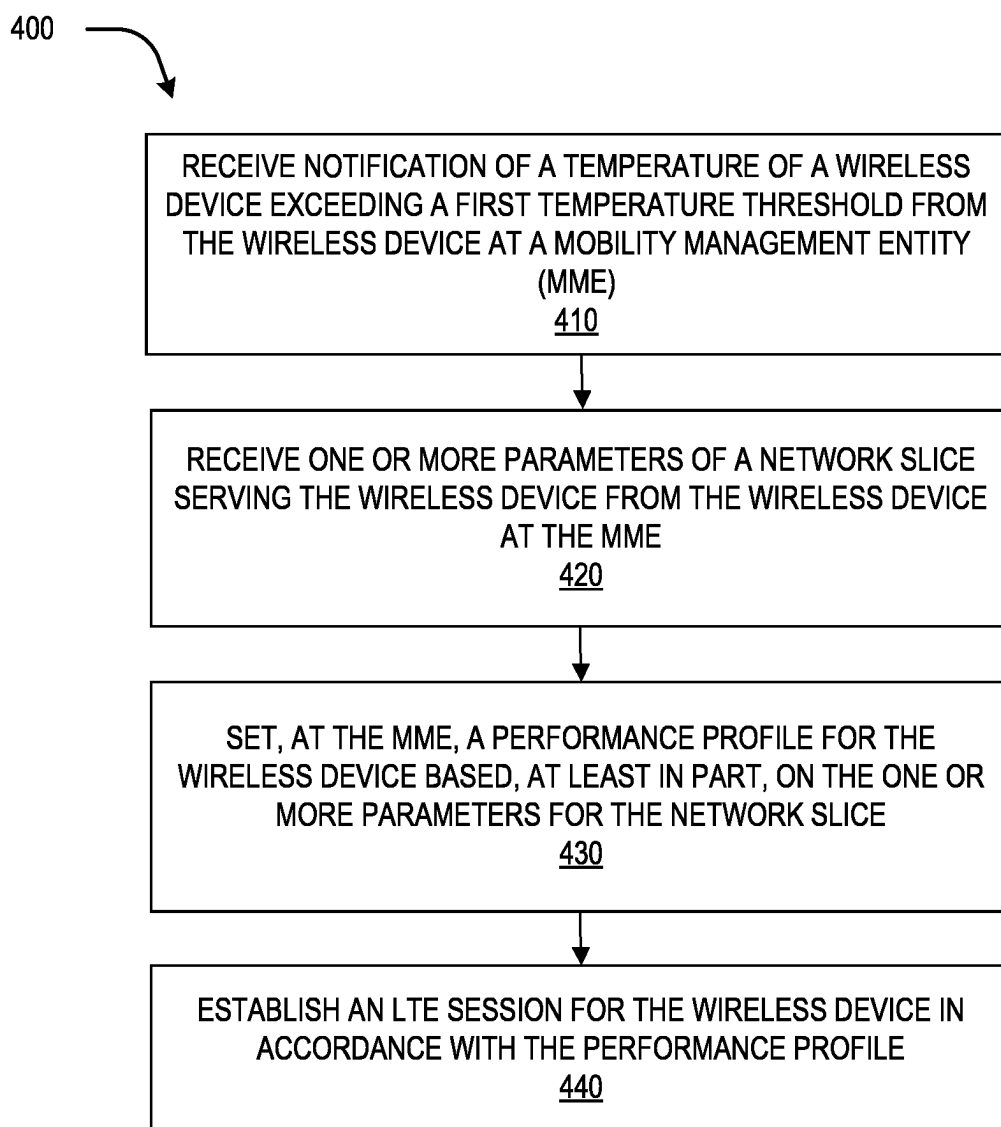 400
RECEIVE NOTIFICATION OF A TEMPERATURE OF A WIRELESS
DEVICE EXCEEDING A FIRST TEMPERATURE THRESHOLD FROM
THE WIRELESS DEVICE AT A MOBILITY MANAGEMENT ENTITY
(MME)
410
RECEIVE ONE OR MORE PARAMETERS OF A NETWORK SLICE
SERVING THE WIRELESS DEVICE FROM THE WIRELESS DEVICE
AT THE MME
420
SET, AT THE MME, A PERFORMANCE PROFILE FOR THE
WIRELESS DEVICE BASED, AT LEAST IN PART, ON THE ONE OR
MORE PARAMETERS FOR THE NETWORK SLICE
430
ESTABLISH AN LTE SESSION FOR THE WIRELESS DEVICE IN
ACCORDANCE WITH THE PERFORMANCE PROFILE
440